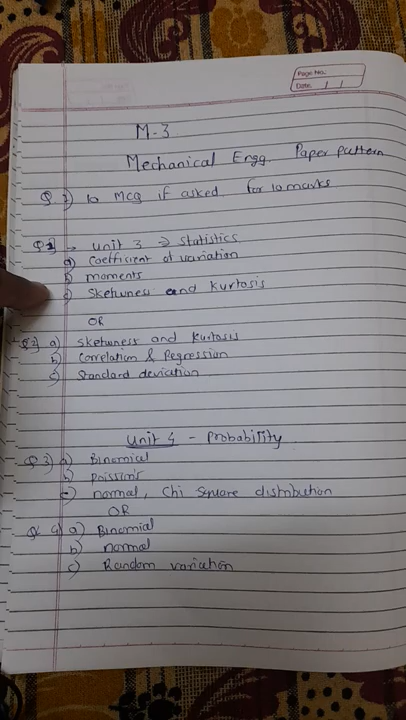 Page No.
Date: / /
M-3
Mechanical Engg. Paper pattern
Q 1) 10 MCQ if asked for 10 marks
Q 2) → Unit 3 ⇒ Statistics
a) Coefficient of variation
b) moments
c) Skewness and Kurtosis
OR
Q 2) a) Skewness and Kurtosis
b) Correlation & Regression
c) Standard deviation
Unit 4 - Probability
Q 3) a) Binomial
b) poission's
c) normal, Chi Square distribution
OR
Q 4) a) Binomial
b) normal
c) Random variation